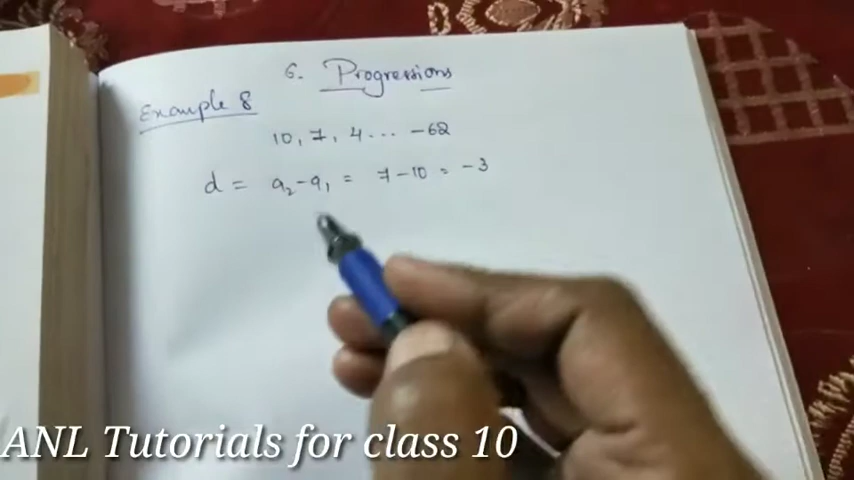 6. Progressions
Example 8
10, 7, 4 ... -62
d = a₂-a₁ = 7-10 = -3
ANL Tutorials for class 10